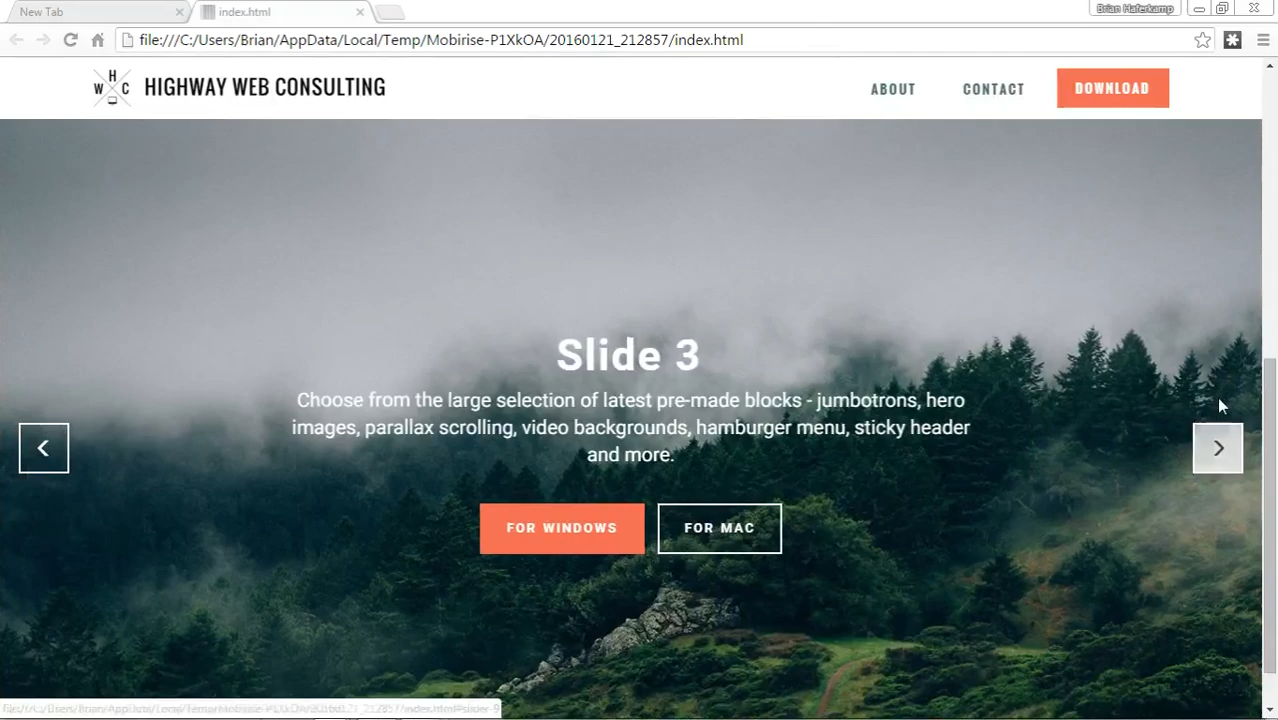 New Tab
index.html
Brian Haferkamp
file:///C:/Users/Brian/AppData/Local/Temp/Mobirise-P1XkOA/20160121_212857/index.html
H
W C
HIGHWAY WEB CONSULTING
ABOUT
CONTACT
DOWNLOAD
Slide 3
Choose from the large selection of latest pre-made blocks - jumbotrons, hero
images, parallax scrolling, video backgrounds, hamburger menu, sticky header
and more.
FOR WINDOWS
FOR MAC